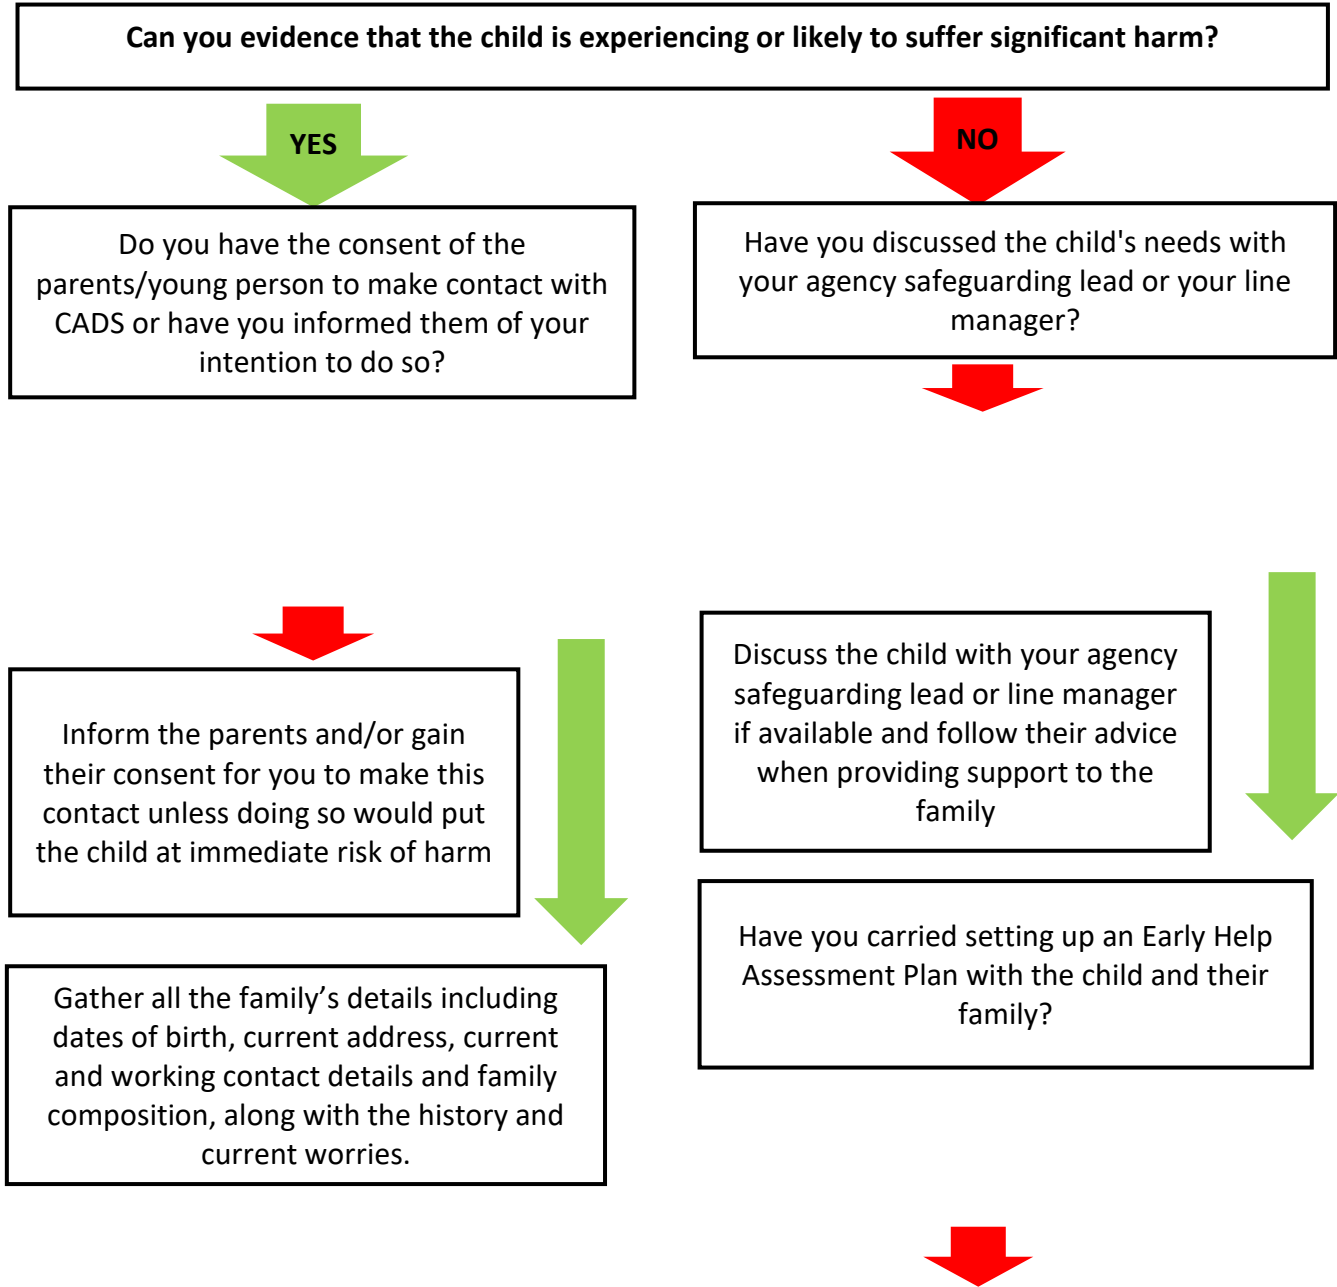 Can you evidence that the child is experiencing or likely to suffer significant harm?
YES
NO
Do you have the consent of the
parents/young person to make contact with
CADS or have you informed them of your
intention to do so?
Have you discussed the child's needs with
your agency safeguarding lead or your line
manager?
Inform the parents and/or gain
their consent for you to make this
contact unless doing so would put
the child at immediate risk of harm
Discuss the child with your agency
safeguarding lead or line manager
if available and follow their advice
when providing support to the
family
Gather all the family’s details including
dates of birth, current address, current
and working contact details and family
composition, along with the history and
current worries.
Have you carried setting up an Early Help
Assessment Plan with the child and their
family?